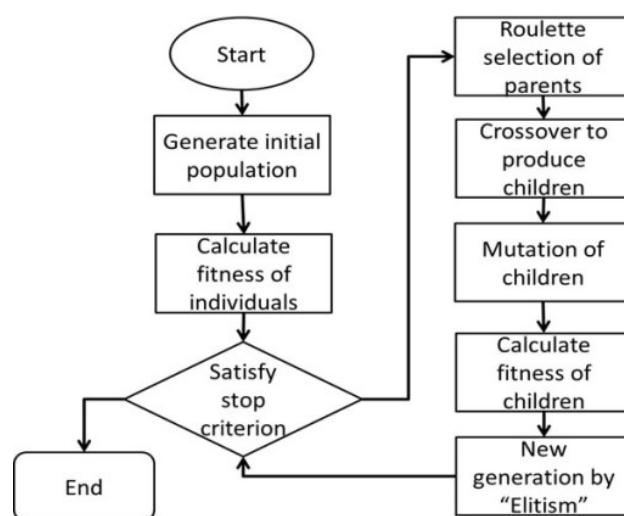 Start
Generate initial
population
Calculate
fitness of
individuals
Satisfy
stop
criterion
End
Roulette
selection of
parents
Crossover to
produce
children
Mutation of
children
Calculate
fitness of
children
New
generation by
“Elitism”